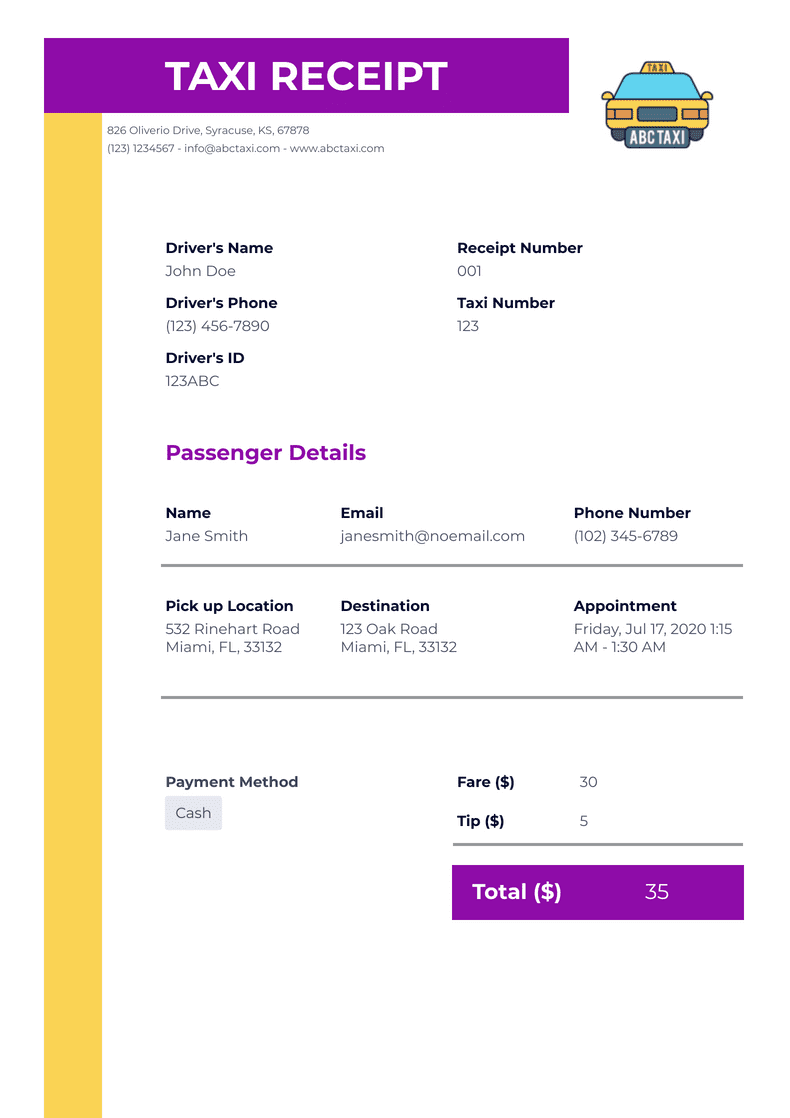 TAXI RECEIPT
TAXI
ABC TAXI
826 Oliverio Drive, Syracuse, KS, 67878
(123) 1234567 - info@abctaxi.com - www.abctaxi.com
Driver's Name
John Doe
Receipt Number
001
Driver's Phone
(123) 456-7890
Taxi Number
123
Driver's ID
123ABC
Passenger Details
Name
Jane Smith
Email
janesmith@noemail.com
Phone Number
(102) 345-6789
Pick up Location
532 Rinehart Road
Miami, FL, 33132
Destination
123 Oak Road
Miami, FL, 33132
Appointment
Friday, Jul 17, 2020 1:15
AM - 1:30 AM
Payment Method
Cash
Fare ($) 30
Tip ($) 5
Total ($) 35